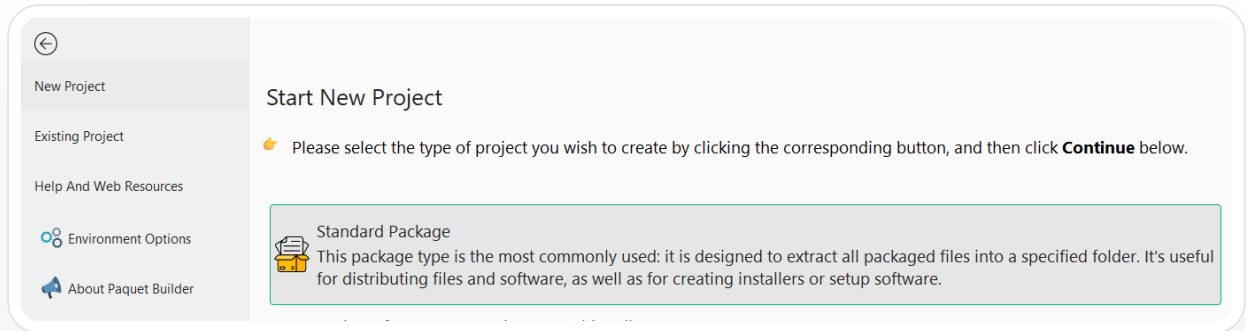 New Project
Existing Project
Help And Web Resources
Environment Options
About Paquet Builder
Start New Project
Please select the type of project you wish to create by clicking the corresponding button, and then click Continue below.
Standard Package
This package type is the most commonly used: it is designed to extract all packaged files into a specified folder. It's useful
for distributing files and software, as well as for creating installers or setup software.